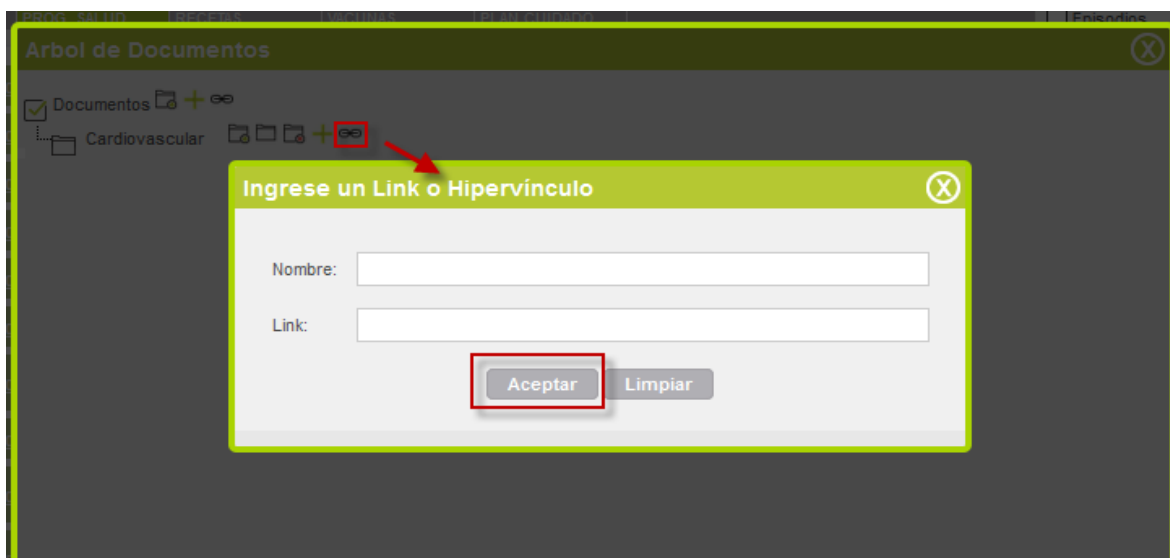 PROG. SALUD RECETAS VACUNAS PLAN CUIDADO Episodios
Arbol de Documentos
Documentos
Cardiovascular
Ingrese un Link o Hipervínculo
Nombre:
Link:
Aceptar Limpiar